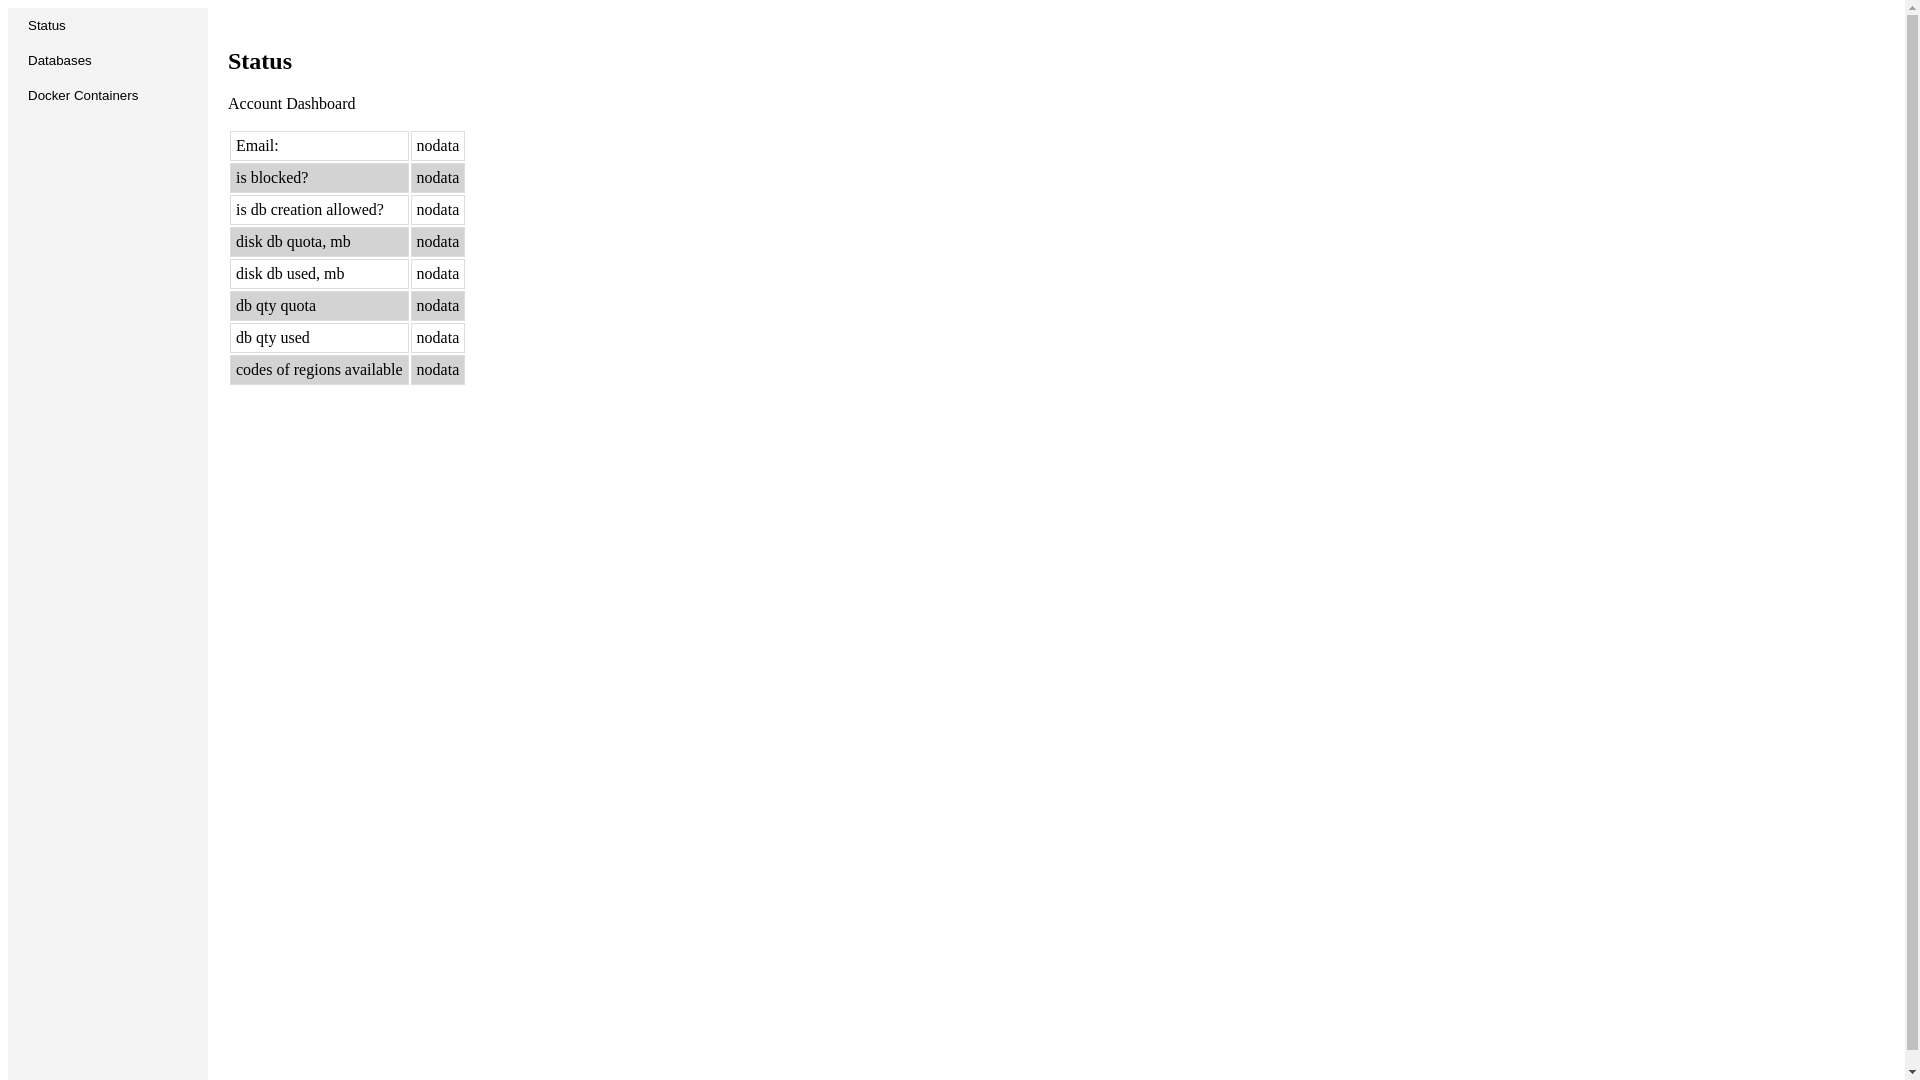 Status
Databases
Docker Containers
Status
Account Dashboard
Email: nodata
is blocked? nodata
is db creation allowed? nodata
disk db quota, mb nodata
disk db used, mb nodata
db qty quota nodata
db qty used nodata
codes of regions available nodata